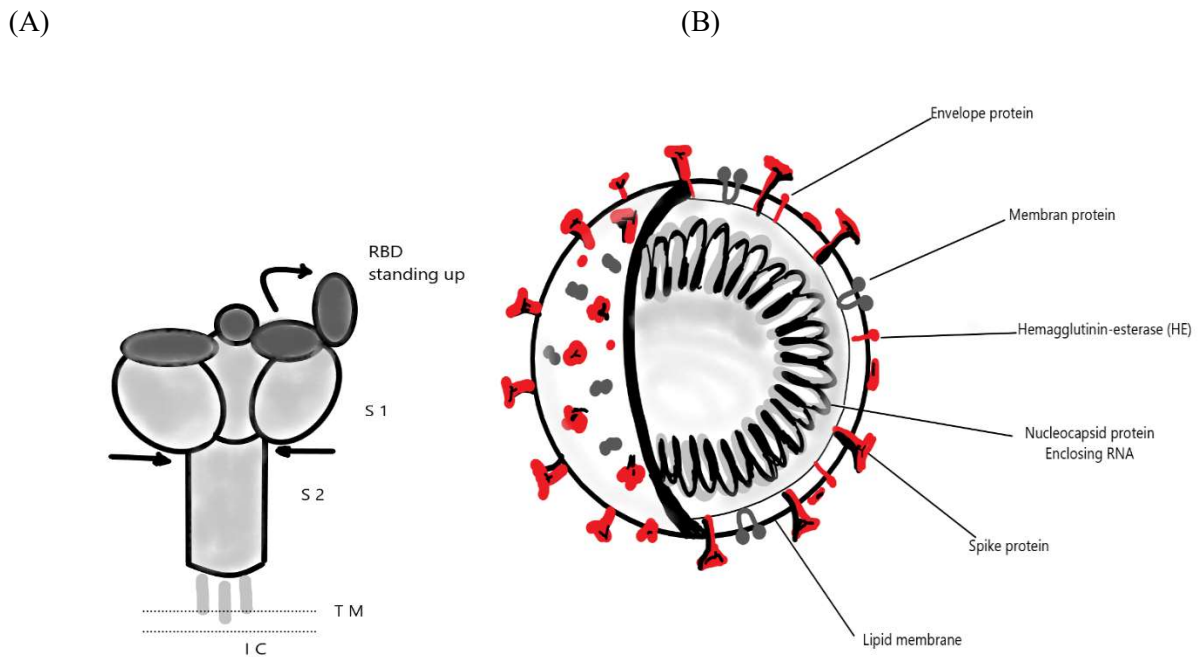 (A)
(B)
RBD
standing up
S 1
S 2
T M
I C
Envelope protein
Membran protein
Hemagglutinin-esterase (HE)
Nucleocapsid protein
Enclosing RNA
Spike protein
Lipid membrane